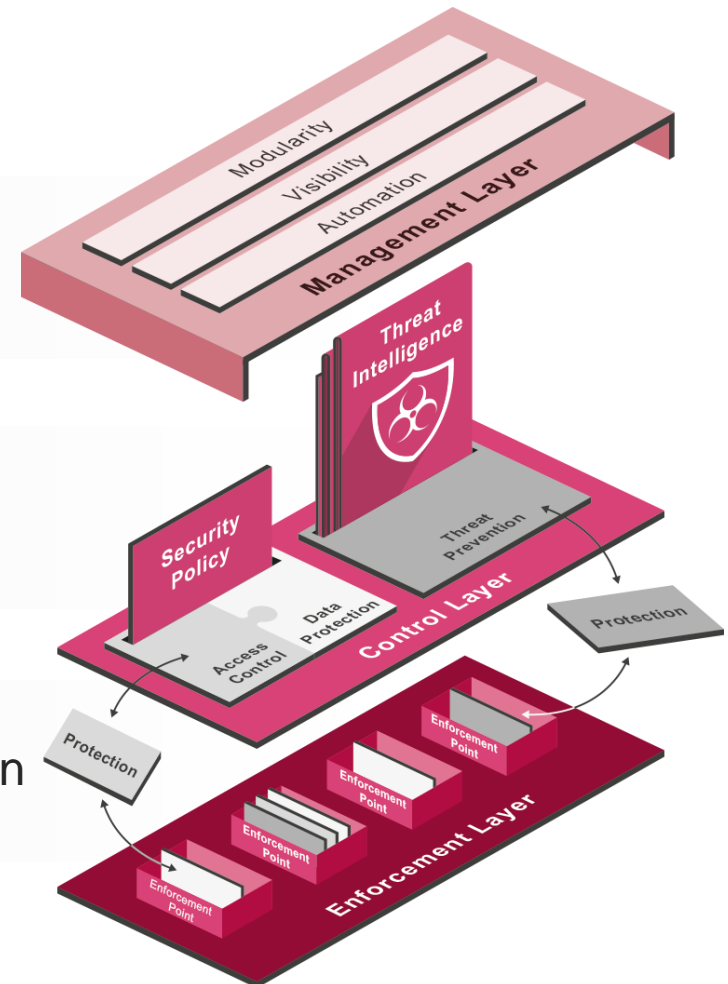 Modularity
Visibility
Automation
Management Layer
Threat
Intelligence
Security
Policy
Threat
Prevention
Data
Protection
Access
Control
Control Layer
Protection
Protection
n
Enforcement
Point
Enforcement
Point
Enforcement
Point
Enforcement
Point
Enforcement Layer